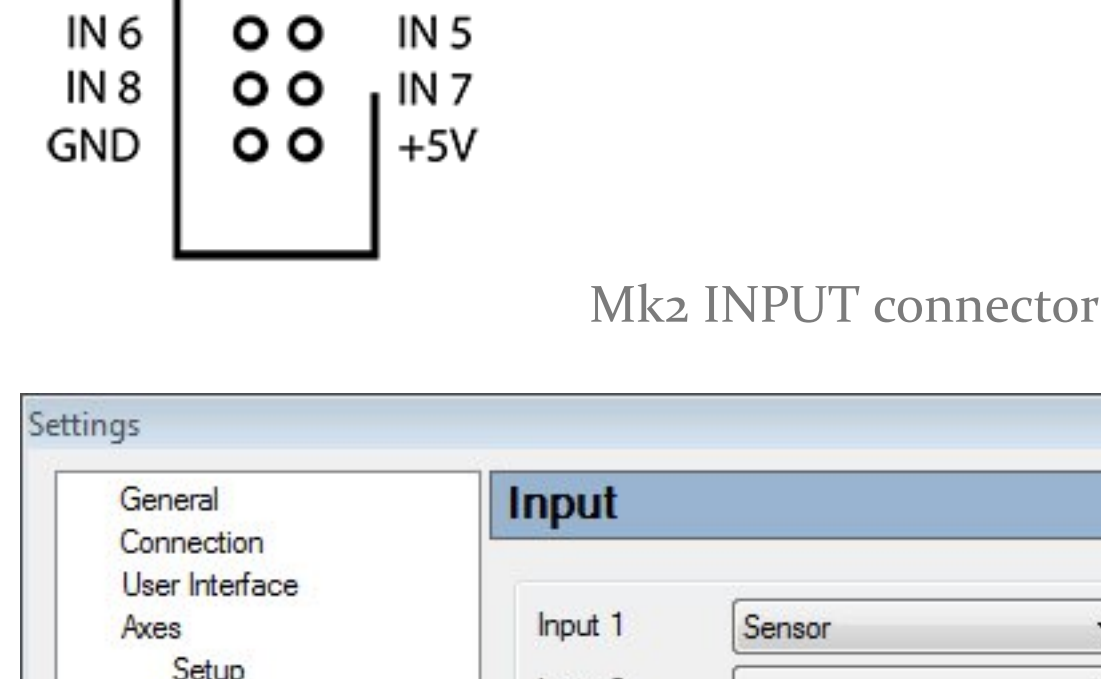 IN 6 IN 5
IN 8 IN 7
GND +5V
Mk2 INPUT connector
Settings
General
Connection
User Interface
Axes
Setup
Input
Input 1 Sensor